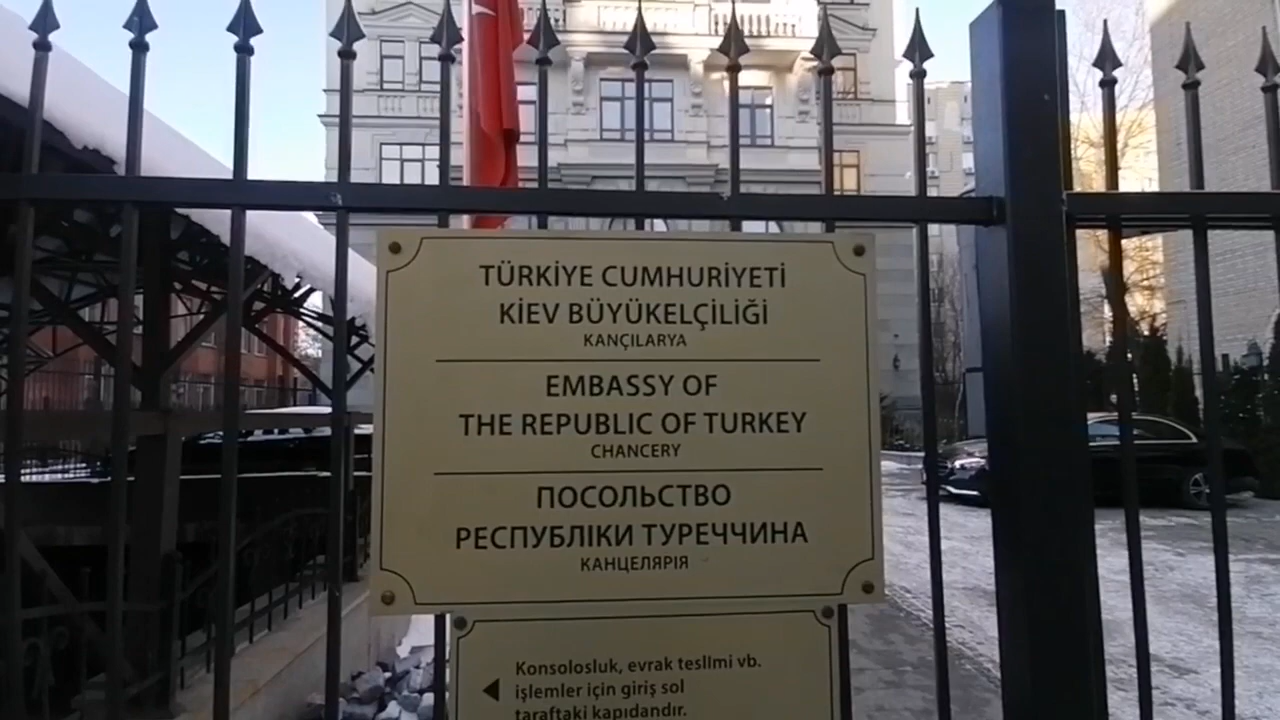 TÜRKİYE CUMHURİYETİ
KİEV BÜYÜKELÇİLİĞİ
KANÇILARYA
EMBASSY OF
THE REPUBLIC OF TURKEY
CHANCERY
ПОСОЛЬСТВО
РЕСПУБЛІКИ ТУРЕЧЧИНА
КАНЦЕЛЯРІЯ
Konsolosluk, evrak teslimi vb.
işlemler için giriş sol
taraftaki kapıdandır.